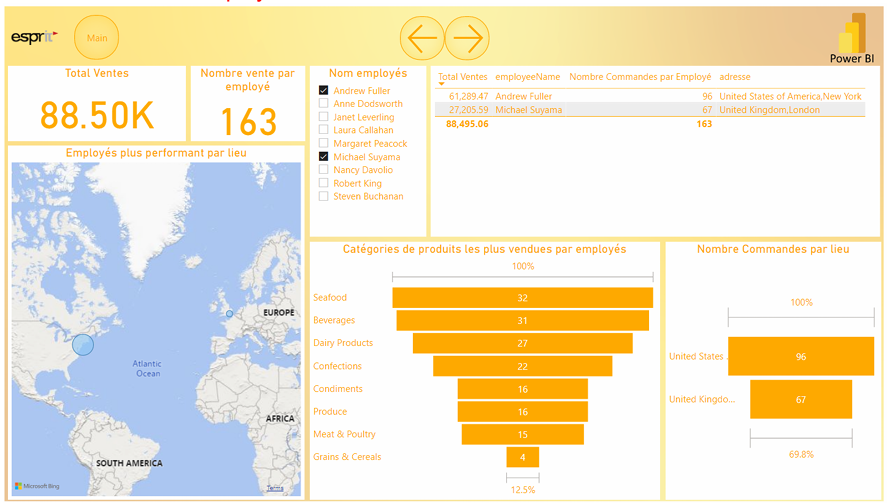 esprit
Main
Power BI
Total Ventes
88.50K
Nombre vente par
employé
163
Nom employés
Andrew Fuller
Anne Dodsworth
Janet Leverling
Laura Callahan
Margaret Peacock
Michael Suyama
Nancy Davolio
Robert King
Steven Buchanan
Total Ventes employeeName Nombre Commandes par Employé adresse
61,289.47 Andrew Fuller 96 United States of America,New York
27,205.59 Michael Suyama 67 United Kingdom,London
88,495.06 163
Employés plus performant par lieu
EUROPE
Atlantic
Ocean
AFRICA
SOUTH AMERICA
Microsoft Bing
Terms
Catégories de produits les plus vendues par employés
100%
Seafood 32
Beverages 31
Dairy Products 27
Confections 22
Condiments 16
Produce 16
Meat & Poultry 15
Grains & Cereals 4
12.5%
Nombre Commandes par lieu
100%
United States ... 96
United Kingdo... 67
69.8%